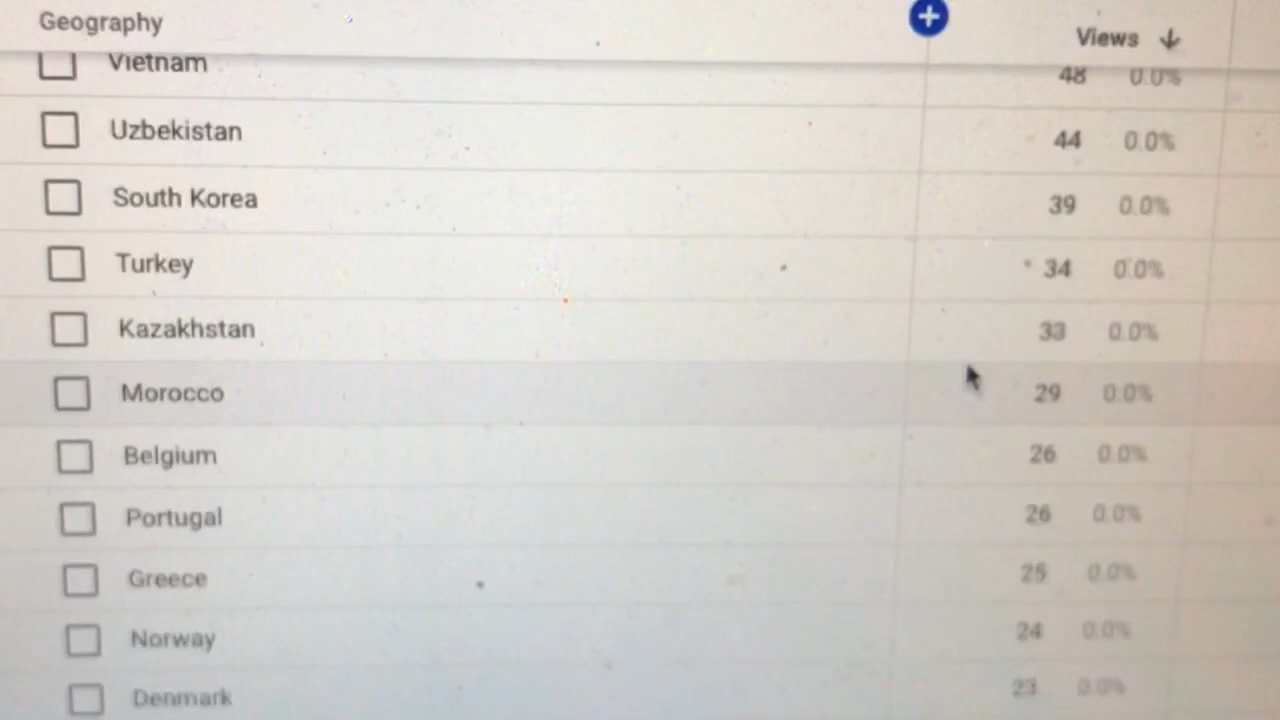 Geography Views
Vietnam 48 0.0%
Uzbekistan 44 0.0%
South Korea 39 0.0%
Turkey 34 0.0%
Kazakhstan 33 0.0%
Morocco 29 0.0%
Belgium 26 0.0%
Portugal 26 0.0%
Greece 25 0.0%
Norway 24 0.0%
Denmark 23 0.0%